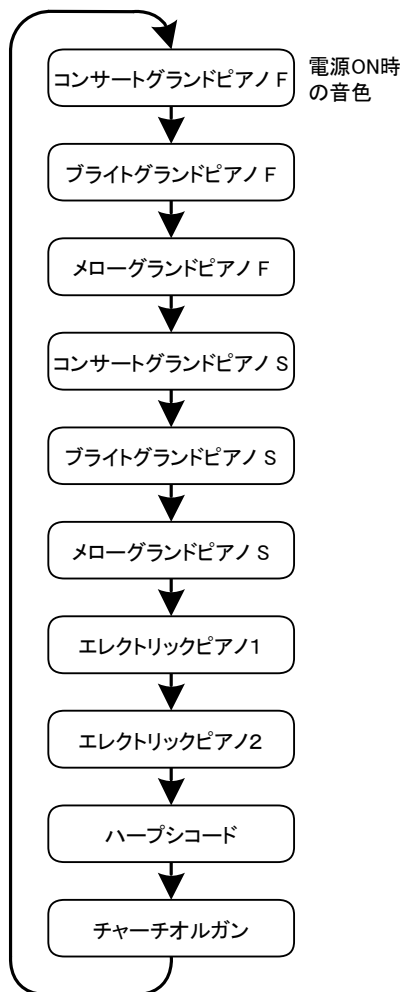 コンサートグランドピアノ F
電源ON時
の音色
ブライトグランドピアノ F
メローグランドピアノ F
コンサートグランドピアノ S
ブライトグランドピアノ S
メローグランドピアノ S
エレクトリックピアノ1
エレクトリックピアノ2
ハープシコード
チャーチオルガン